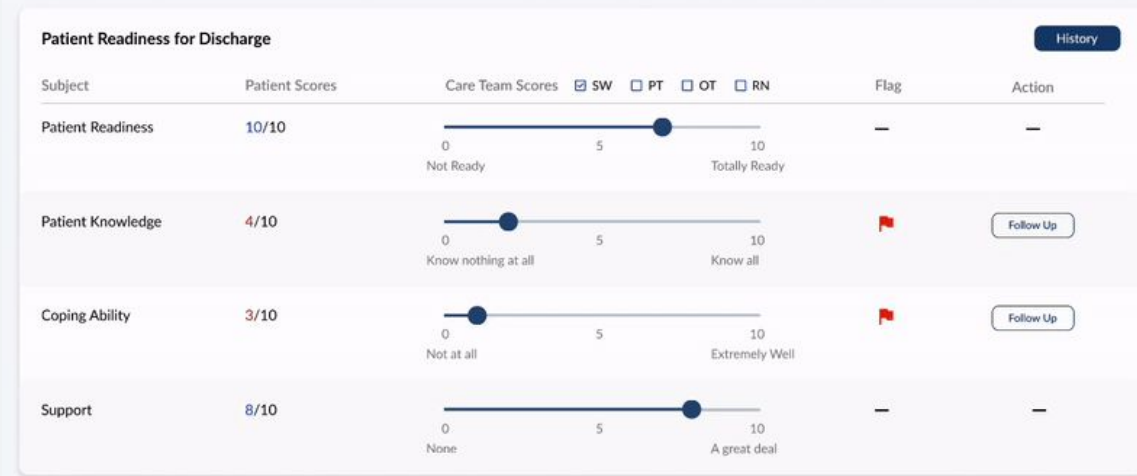 Patient Readiness for Discharge History
Subject Patient Scores Care Team Scores SW PT OT RN Flag Action
Patient Readiness 10/10
0 5 10
Not Ready Totally Ready
Patient Knowledge 4/10 Follow Up
0 5 10
Know nothing at all Know all
Coping Ability 3/10 Follow Up
0 5 10
Not at all Extremely Well
Support 8/10
0 5 10
None A great deal